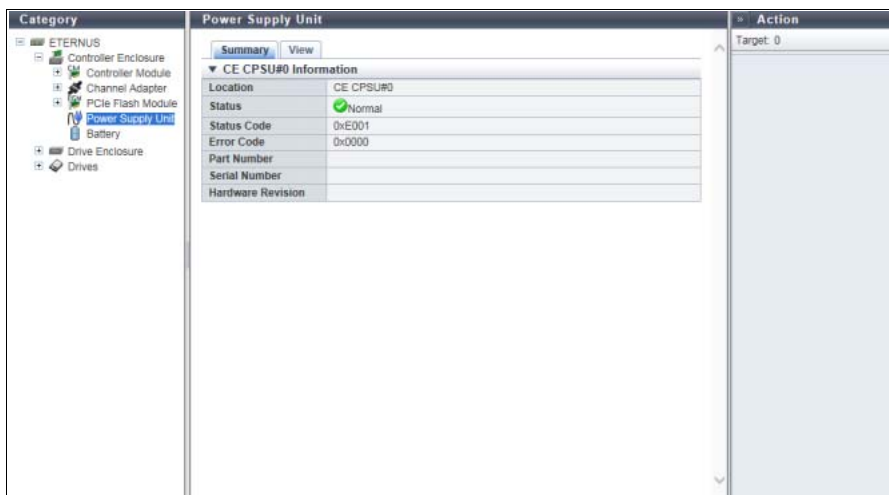 Category
ETERNUS
Controller Enclosure
Controller Module
Channel Adapter
PCIe Flash Module
Power Supply Unit
Battery
Drive Enclosure
Drives
Power Supply Unit
Summary View
▼ CE CPSU#0 Information
Location CE CPSU#0
Status Normal
Status Code 0xE001
Error Code 0x0000
Part Number
Serial Number
Hardware Revision
» Action
Target: 0